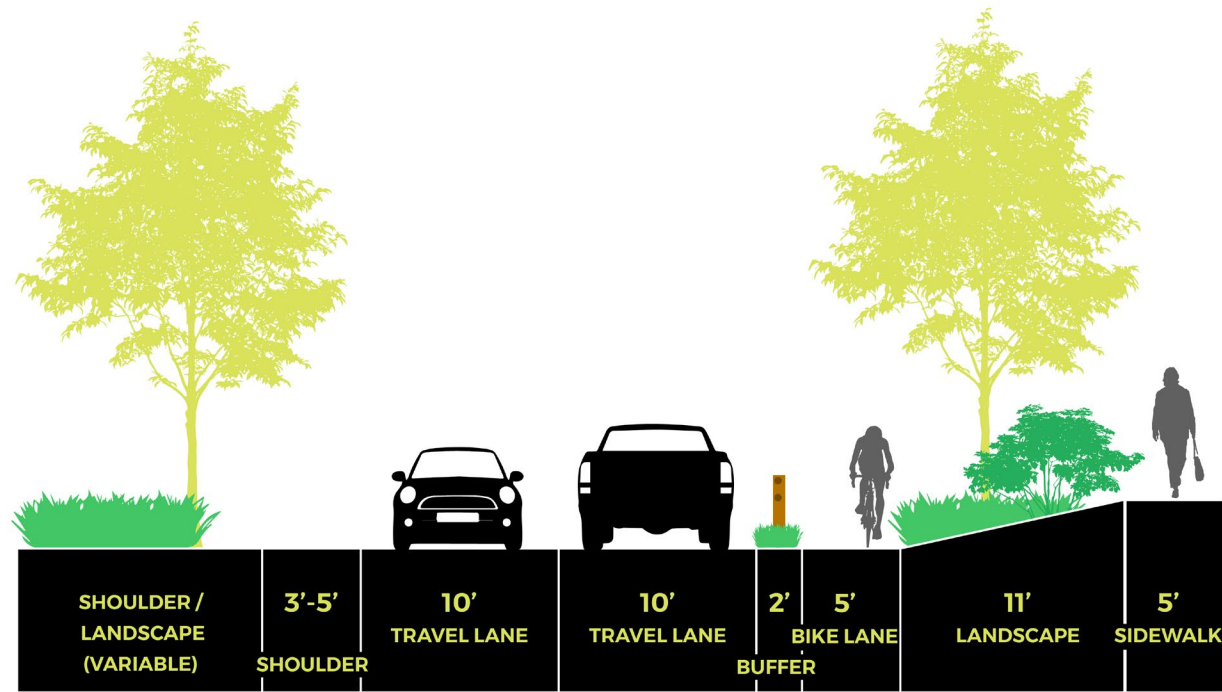 SHOULDER /
LANDSCAPE
(VARIABLE)
3'-5'
SHOULDER
10'
TRAVEL LANE
10'
TRAVEL LANE
2'
BUFFER
5'
BIKE LANE
11'
LANDSCAPE
5'
SIDEWALK